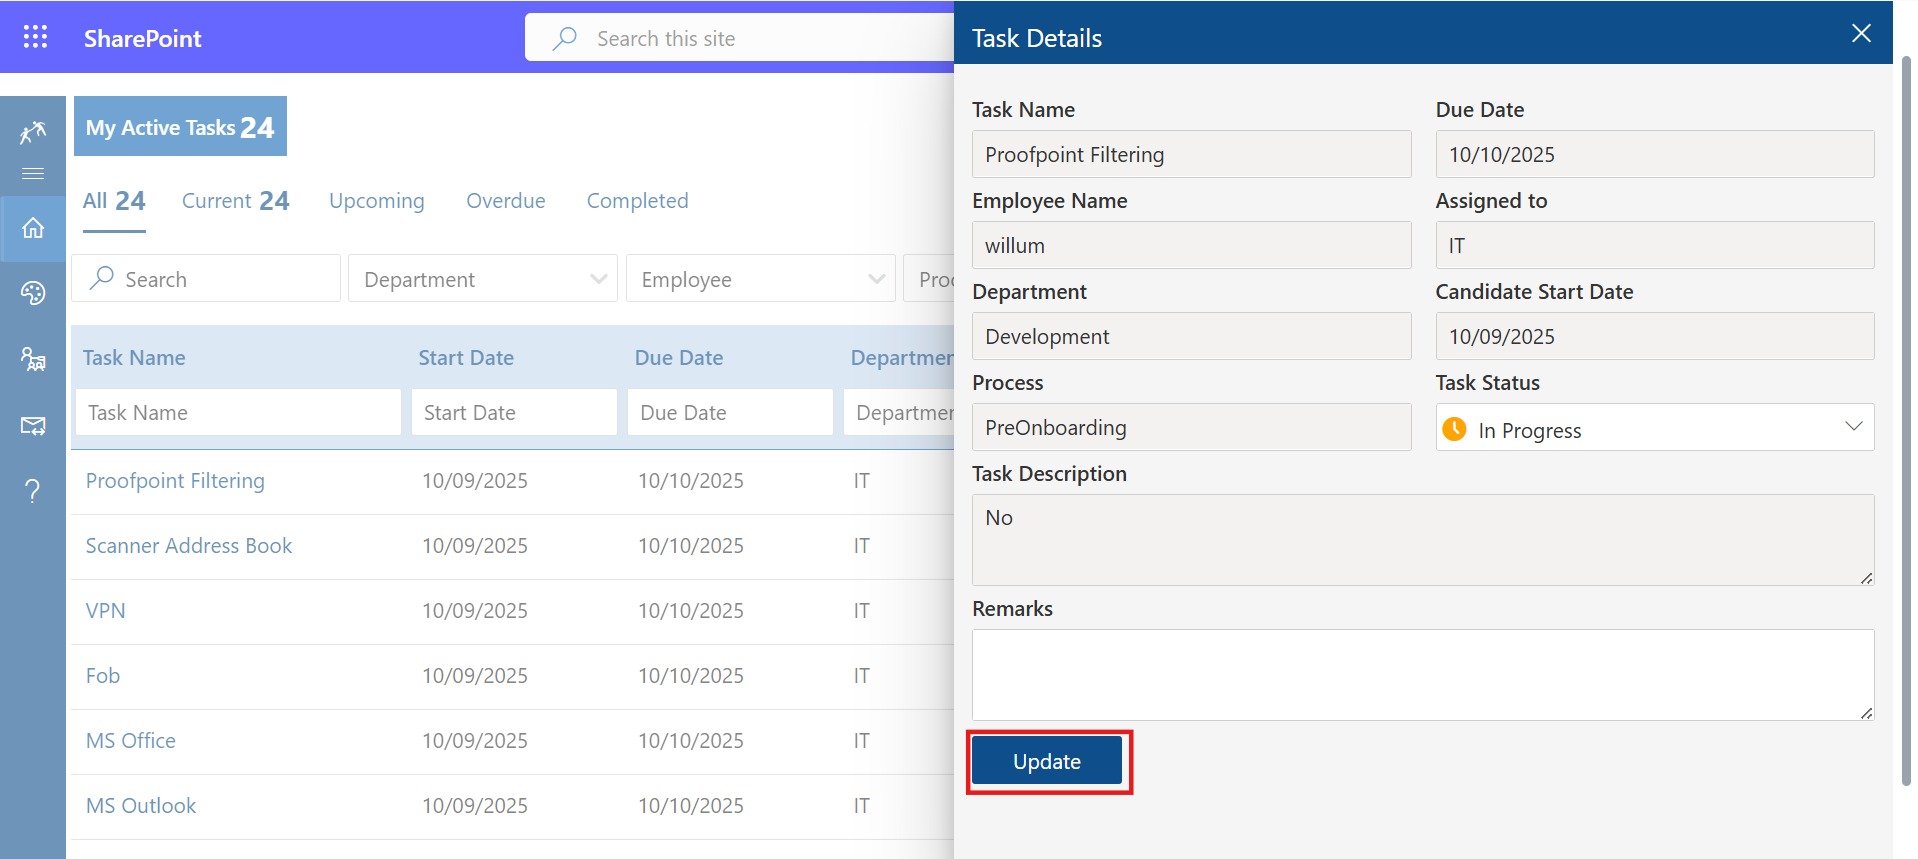 SharePoint
Search this site
My Active Tasks 24
All 24 Current 24 Upcoming Overdue Completed
Search Department Employee Proc
Task Name Start Date Due Date Departmen
Task Name Start Date Due Date Departmen
Proofpoint Filtering 10/09/2025 10/10/2025 IT
Scanner Address Book 10/09/2025 10/10/2025 IT
VPN 10/09/2025 10/10/2025 IT
Fob 10/09/2025 10/10/2025 IT
MS Office 10/09/2025 10/10/2025 IT
MS Outlook 10/09/2025 10/10/2025 IT
Task Details
Task Name Due Date
Proofpoint Filtering 10/10/2025
Employee Name Assigned to
willum IT
Department Candidate Start Date
Development 10/09/2025
Process Task Status
PreOnboarding In Progress
Task Description
No
Remarks
Update